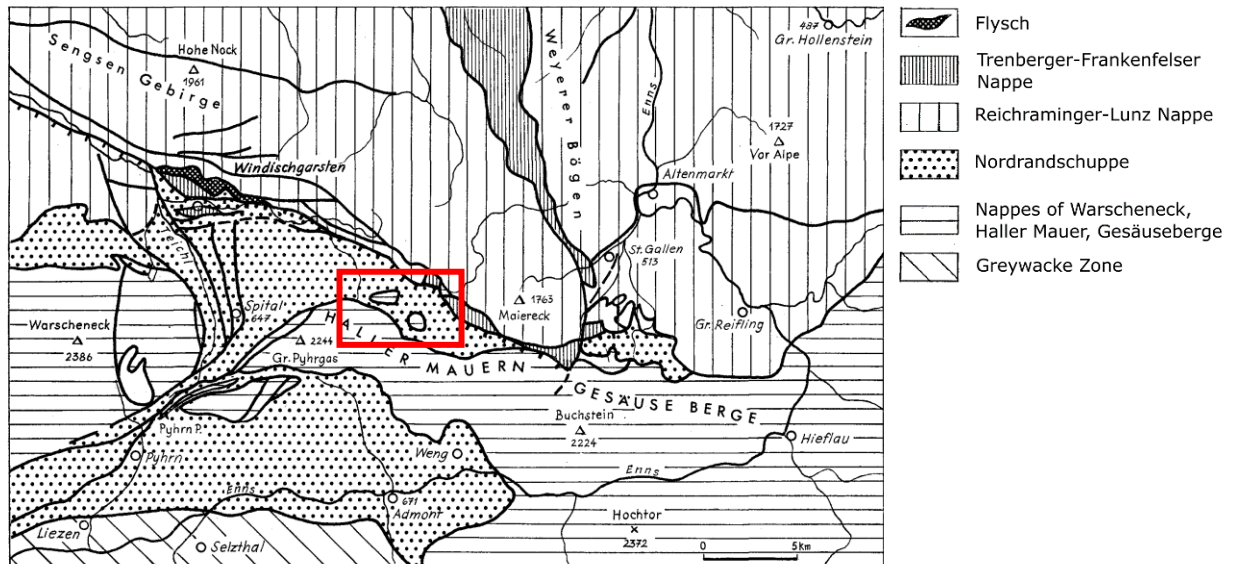 487
Gr. Hollenstein
Hohe Nock
1961
Sengsen Gebirge
Weyerer Bögen
Enns
1727
Vor Alpe
Windischgarsten
Altenmarkt
Teichl
St. Gallen
513
Spital
647
1763
Maiereck
Gr. Reifling
Warscheneck
2386
2244
Gr. Pyhrgas
HALLER MAUERN
GESÄUSE BERGE
Buchstein
2224
Pyhrn P.
Pyhrn
Weng
Hieflau
Enns
Enns
671
Admont
Liezen
Selzthal
Hochtor
2372
0 5km
Flysch
Trenberger-Frankenfelser
Nappe
Reichraminger-Lunz Nappe
Nordrandschuppe
Nappes of Warscheneck,
Haller Mauer, Gesäuseberge
Greywacke Zone